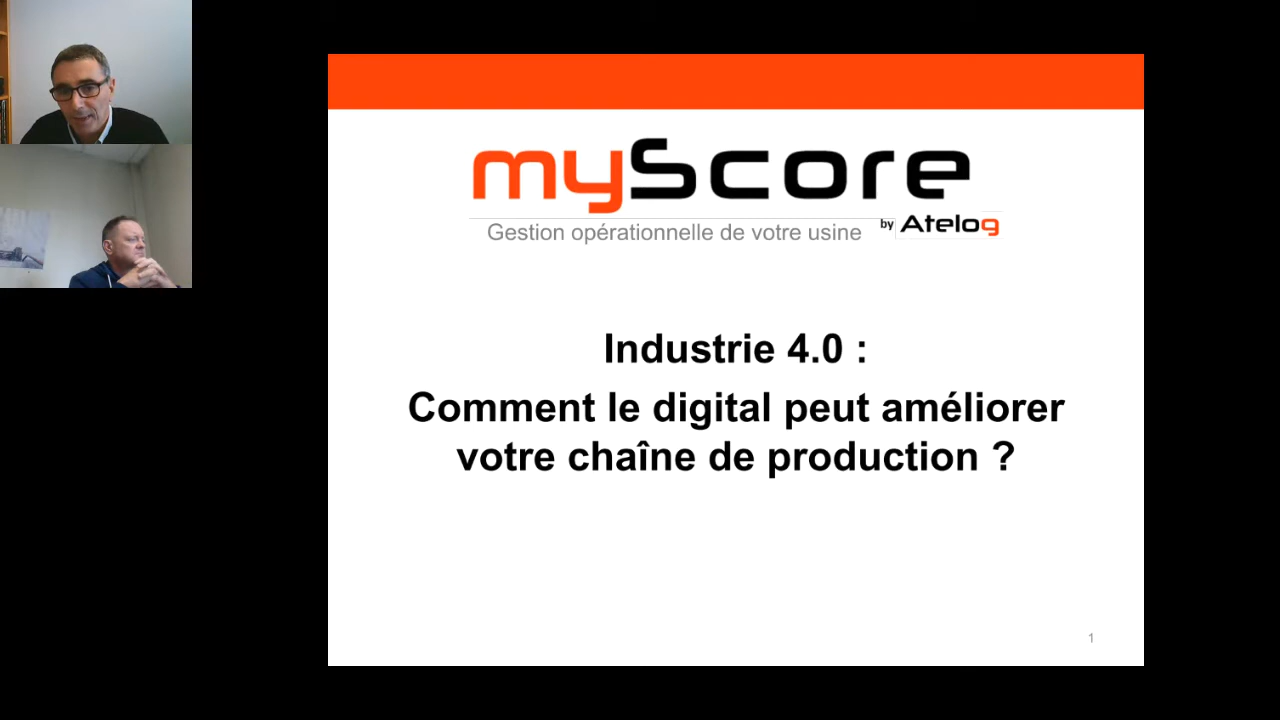 myScore
Gestion opérationnelle de votre usine
by Atelog
Industrie 4.0 :
Comment le digital peut améliorer
votre chaîne de production ?
1